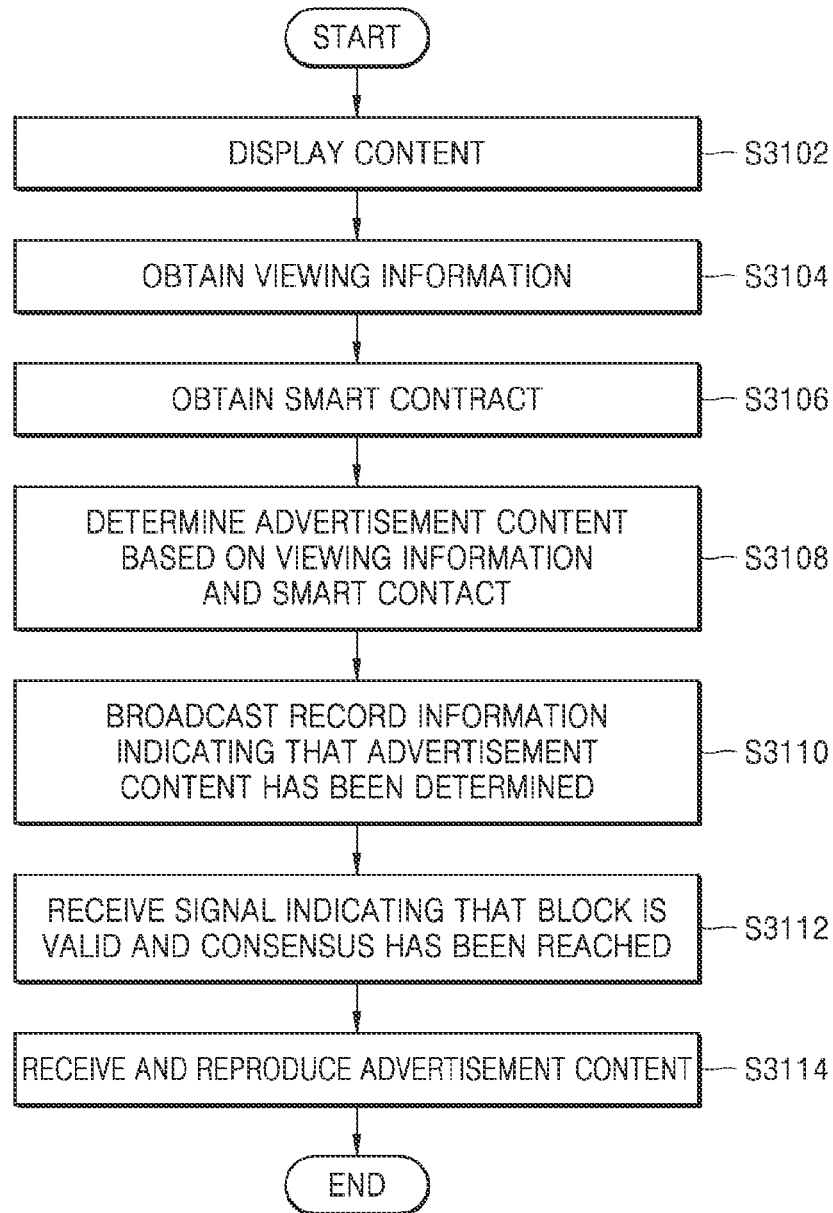 START
DISPLAY CONTENT
S3102
OBTAIN VIEWING INFORMATION
S3104
OBTAIN SMART CONTRACT
S3106
DETERMINE ADVERTISEMENT CONTENT
BASED ON VIEWING INFORMATION
AND SMART CONTACT
S3108
BROADCAST RECORD INFORMATION
INDICATING THAT ADVERTISEMENT
CONTENT HAS BEEN DETERMINED
S3110
RECEIVE SIGNAL INDICATING THAT BLOCK IS
VALID AND CONSENSUS HAS BEEN REACHED
S3112
RECEIVE AND REPRODUCE ADVERTISEMENT CONTENT
S3114
END